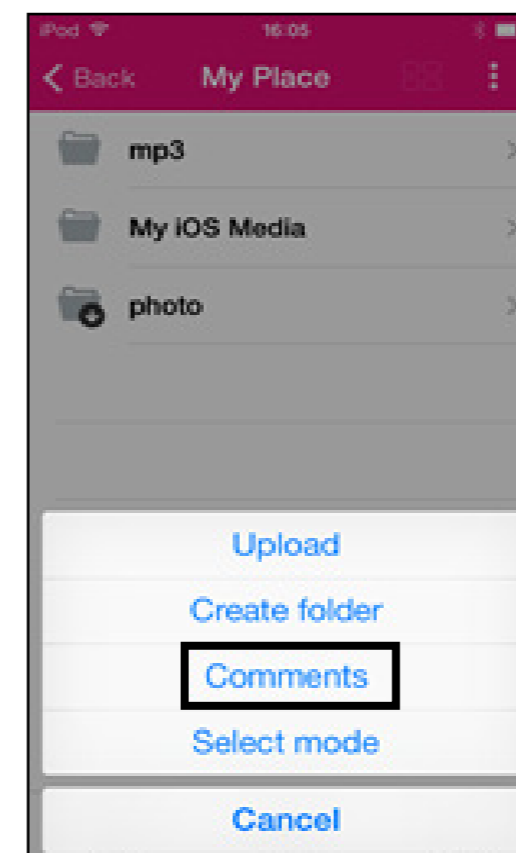 iPod 16:05
Back My Place
mp3
My iOS Media
photo
Upload
Create folder
Comments
Select mode
Cancel